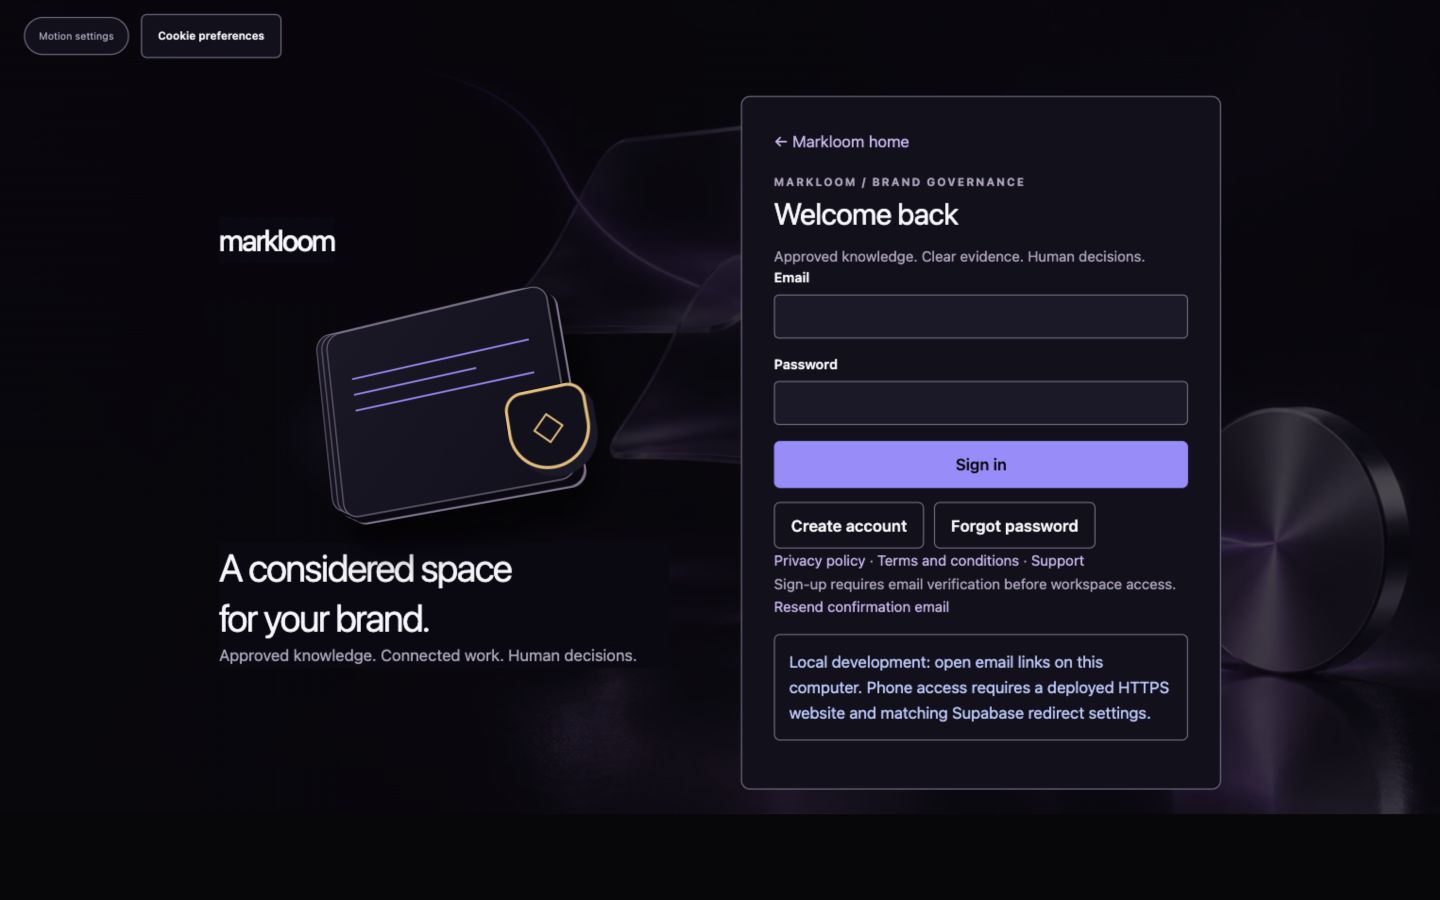 Motion settings
Cookie preferences
markloom
A considered space
for your brand.
Approved knowledge. Connected work. Human decisions.
← Markloom home
MARKLOOM / BRAND GOVERNANCE
Welcome back
Approved knowledge. Clear evidence. Human decisions.
Email
Password
Sign in
Create account
Forgot password
Privacy policy · Terms and conditions · Support
Sign-up requires email verification before workspace access.
Resend confirmation email
Local development: open email links on this
computer. Phone access requires a deployed HTTPS
website and matching Supabase redirect settings.